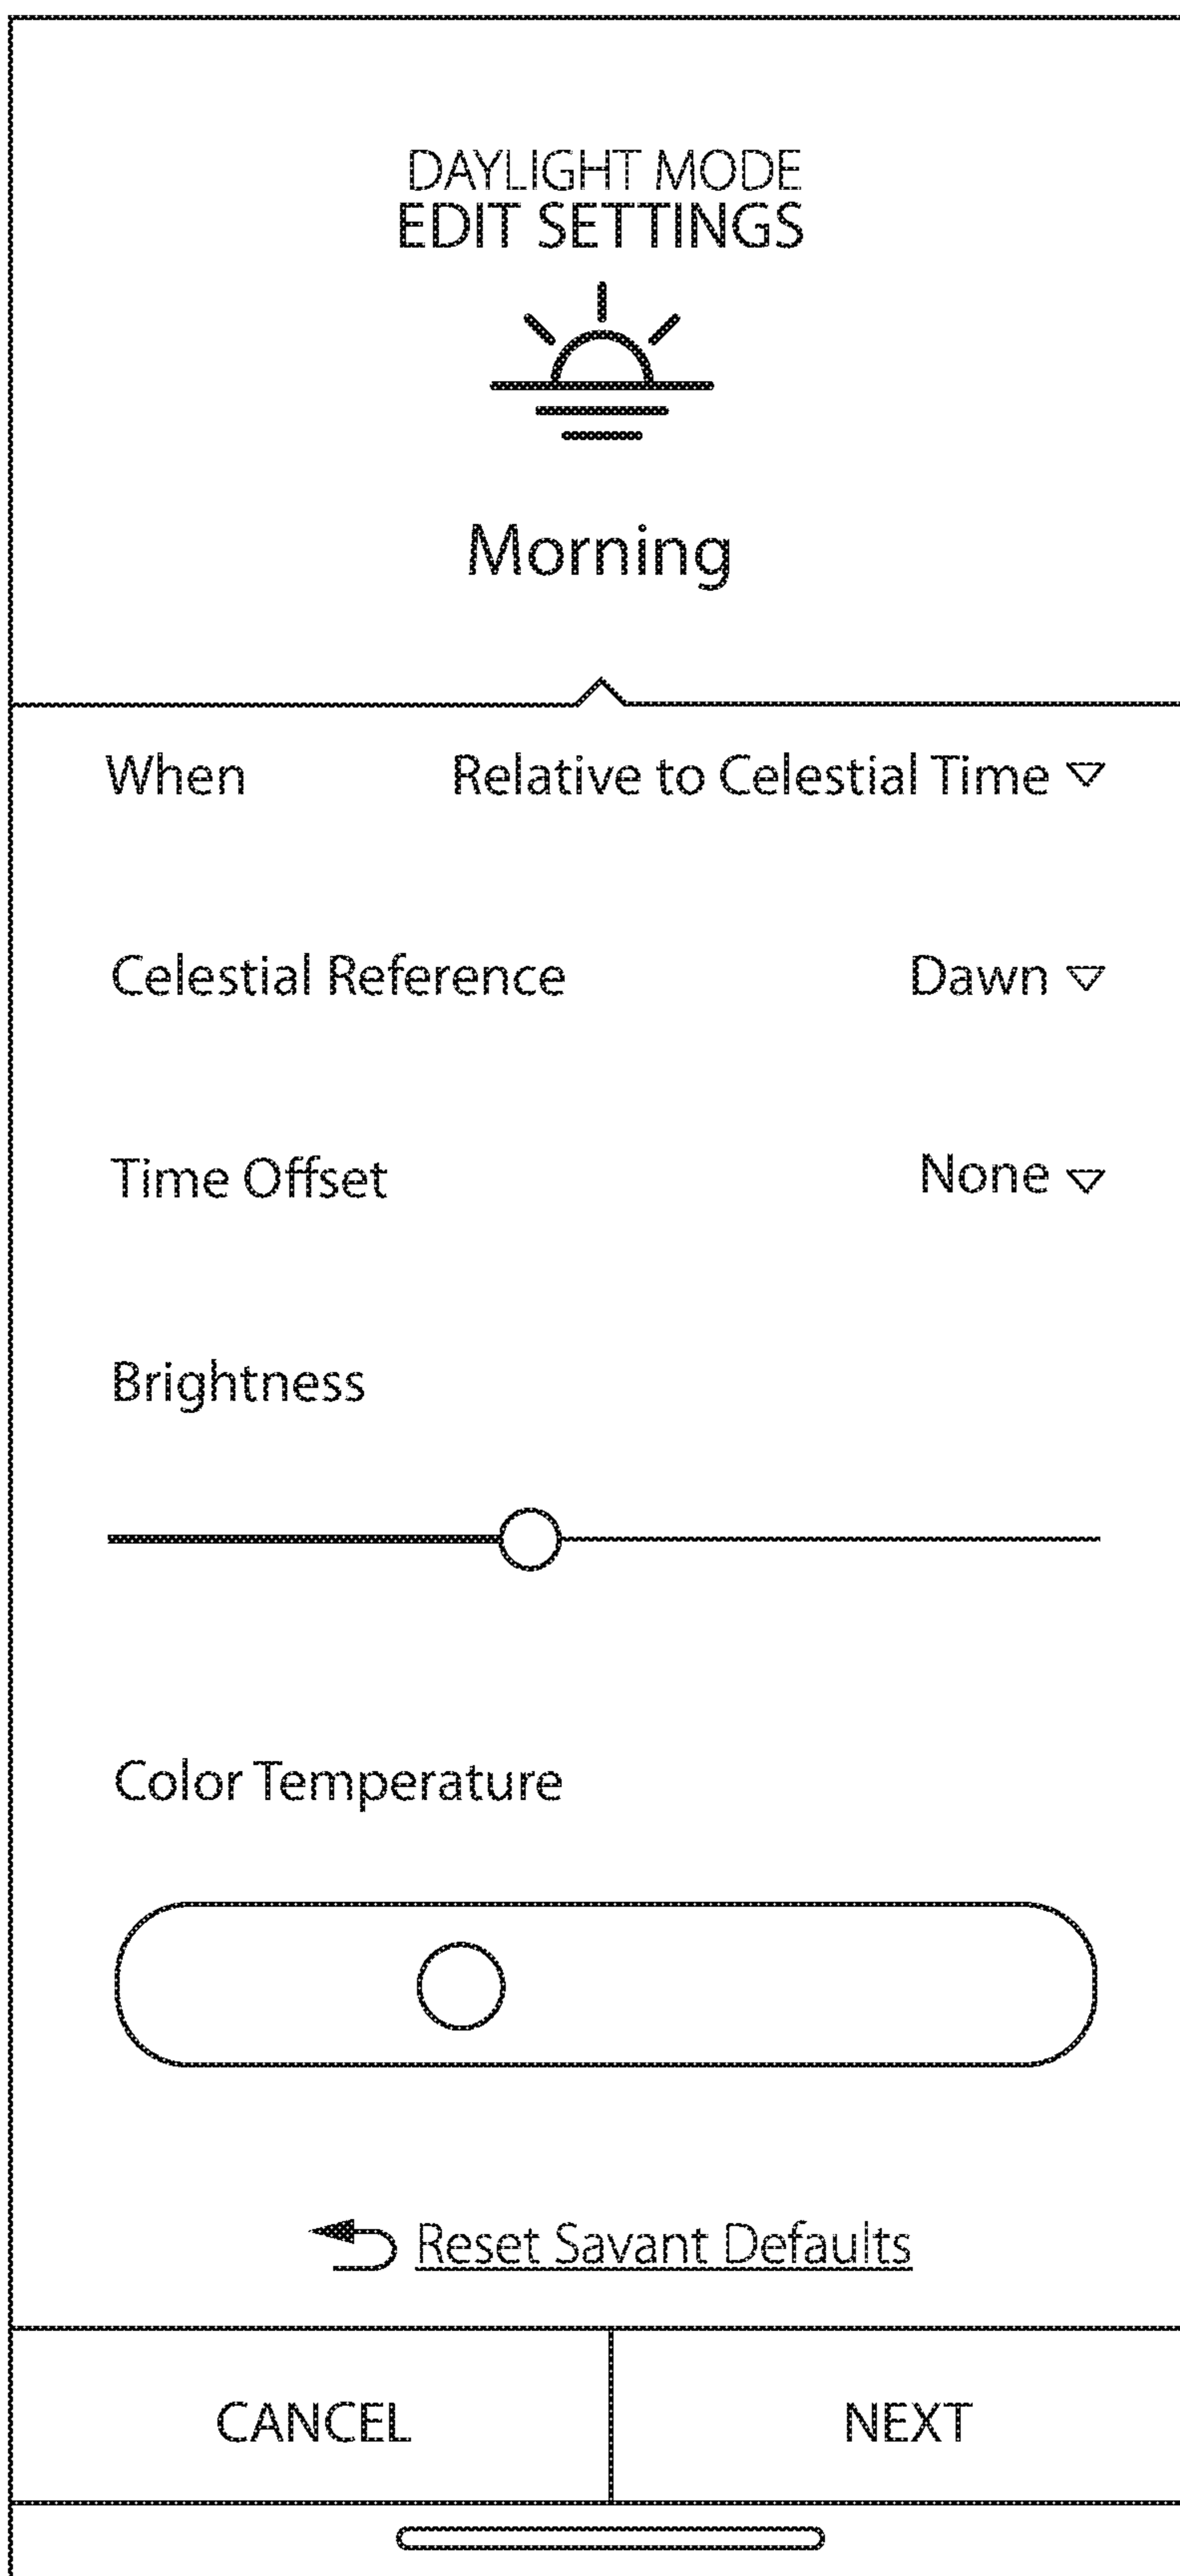 DAYLIGHT MODE
EDIT SETTINGS
Morning
When Relative to Celestial Time
Celestial Reference Dawn
Time Offset None
Brightness
Color Temperature
Reset Savant Defaults
CANCEL NEXT